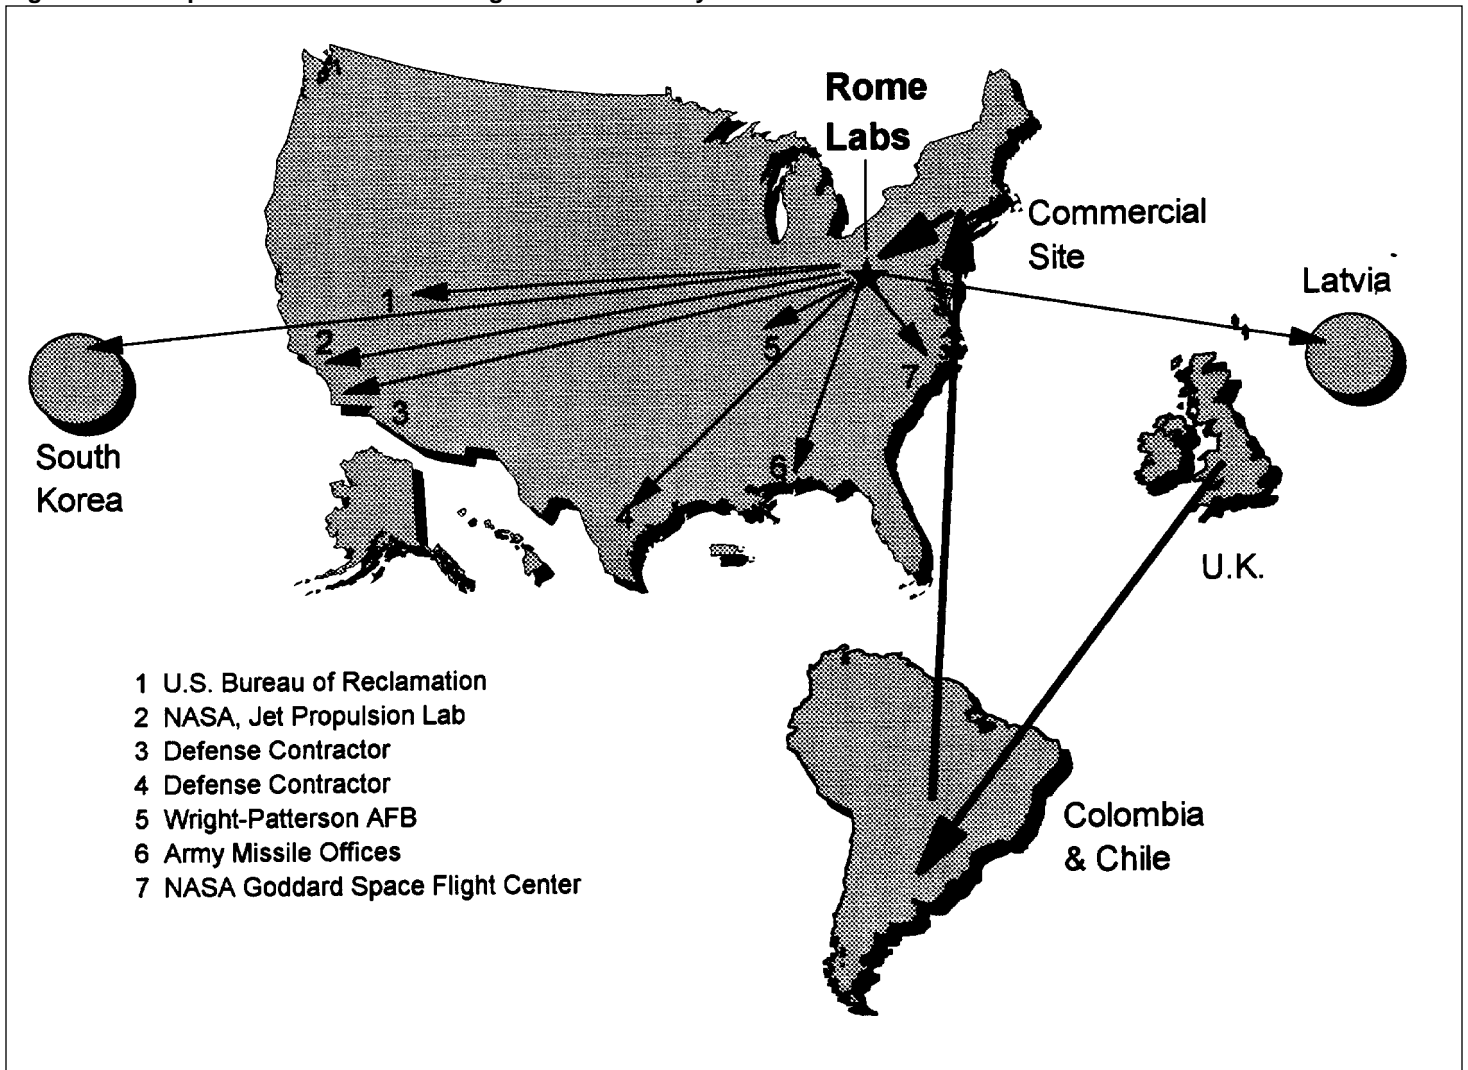 Rome
Labs
Commercial
Site
Latvia
1
2
3
4
5
6
7
South
Korea
U.K.
1 U.S. Bureau of Reclamation
2 NASA, Jet Propulsion Lab
3 Defense Contractor
4 Defense Contractor
5 Wright-Patterson AFB
6 Army Missile Offices
7 NASA Goddard Space Flight Center
Colombia
& Chile